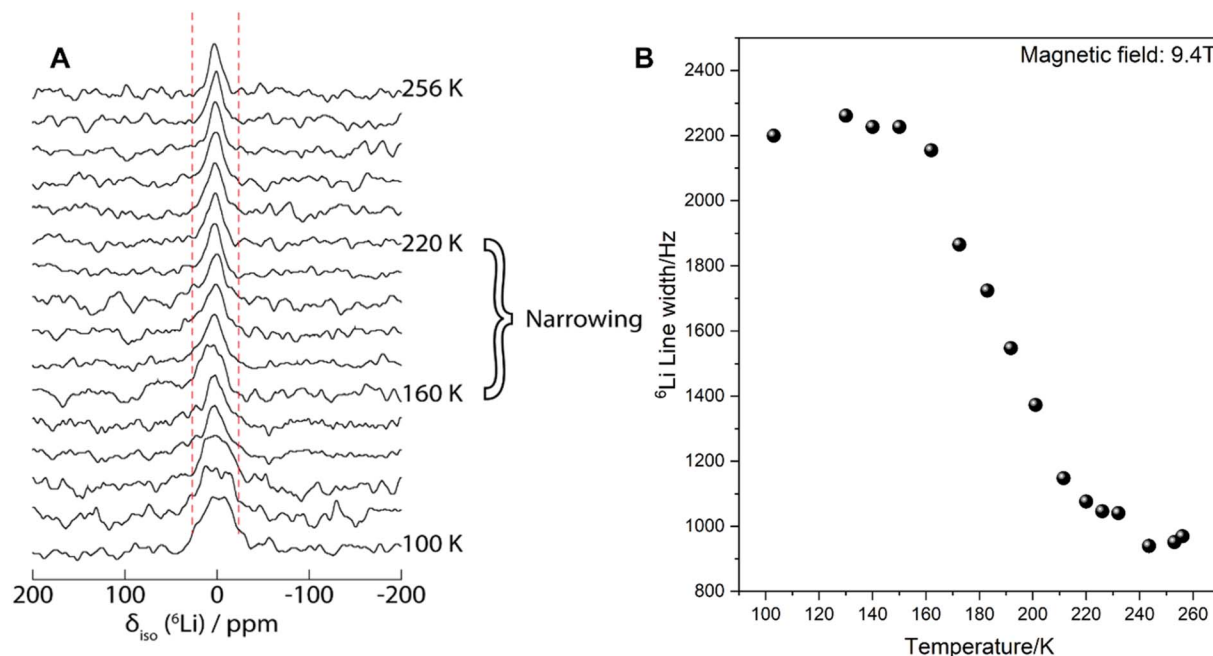 A
256 K
220 K
Narrowing
160 K
100 K
200 100 0 -100 -200
δiso (⁶Li) / ppm
B
Magnetic field: 9.4T
2400
2200
2000
1800
1600
1400
1200
1000
800
⁶Li Line width/Hz
100 120 140 160 180 200 220 240 260
Temperature/K